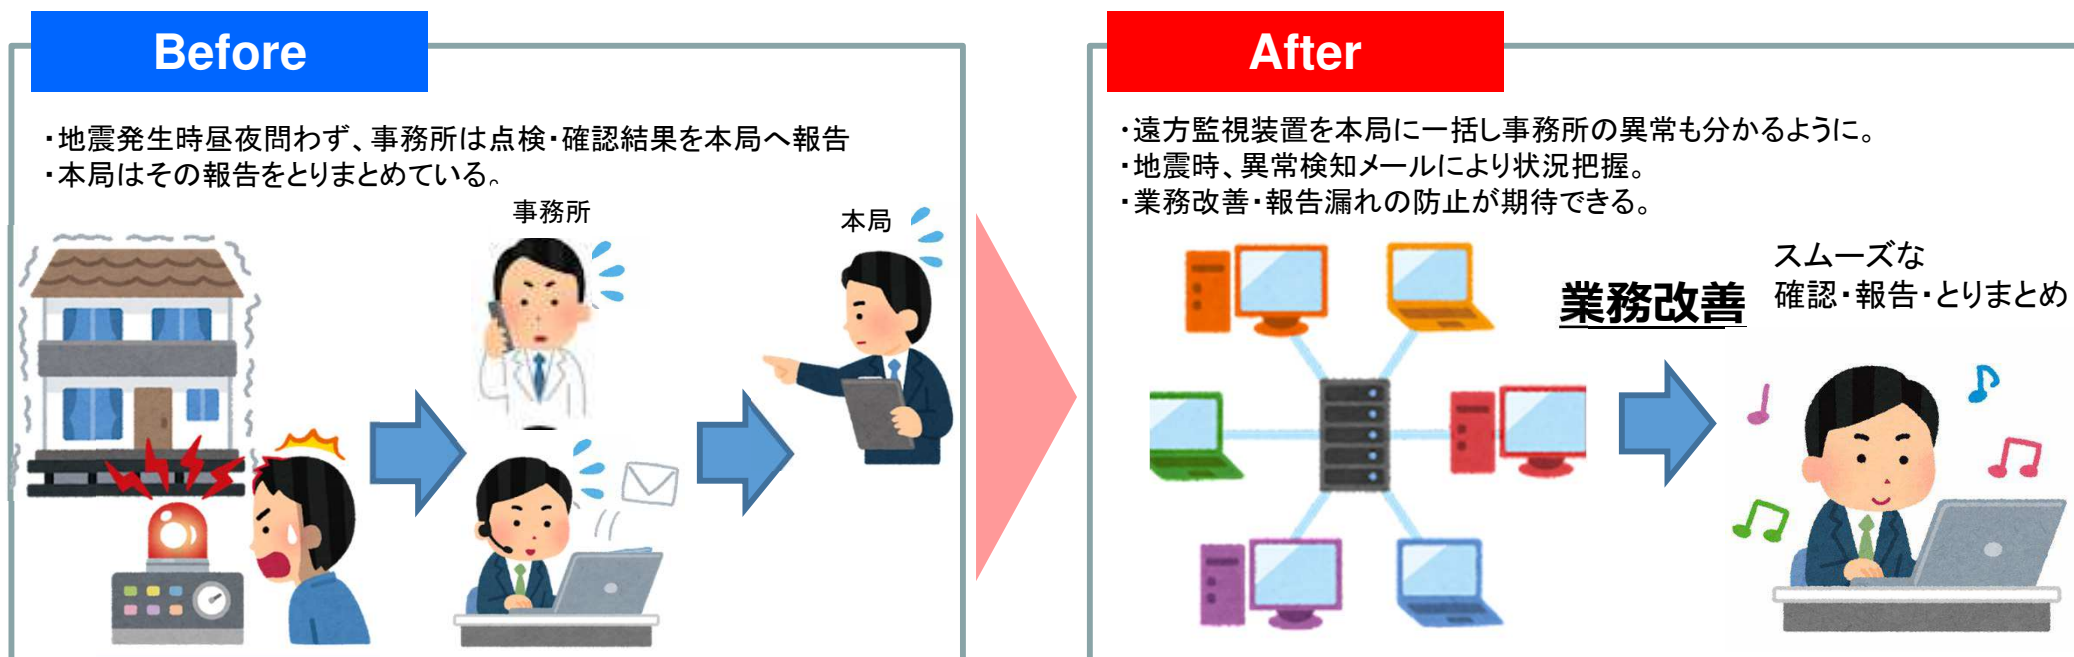 Before
・地震発生時昼夜問わず、事務所は点検・確認結果を本局へ報告
・本局はその報告をとりまとめている。
事務所
本局
After
・遠方監視装置を本局に一括し事務所の異常も分かるように。
・地震時、異常検知メールにより状況把握。
・業務改善・報告漏れの防止が期待できる。
業務改善
スムーズな
確認・報告・とりまとめ